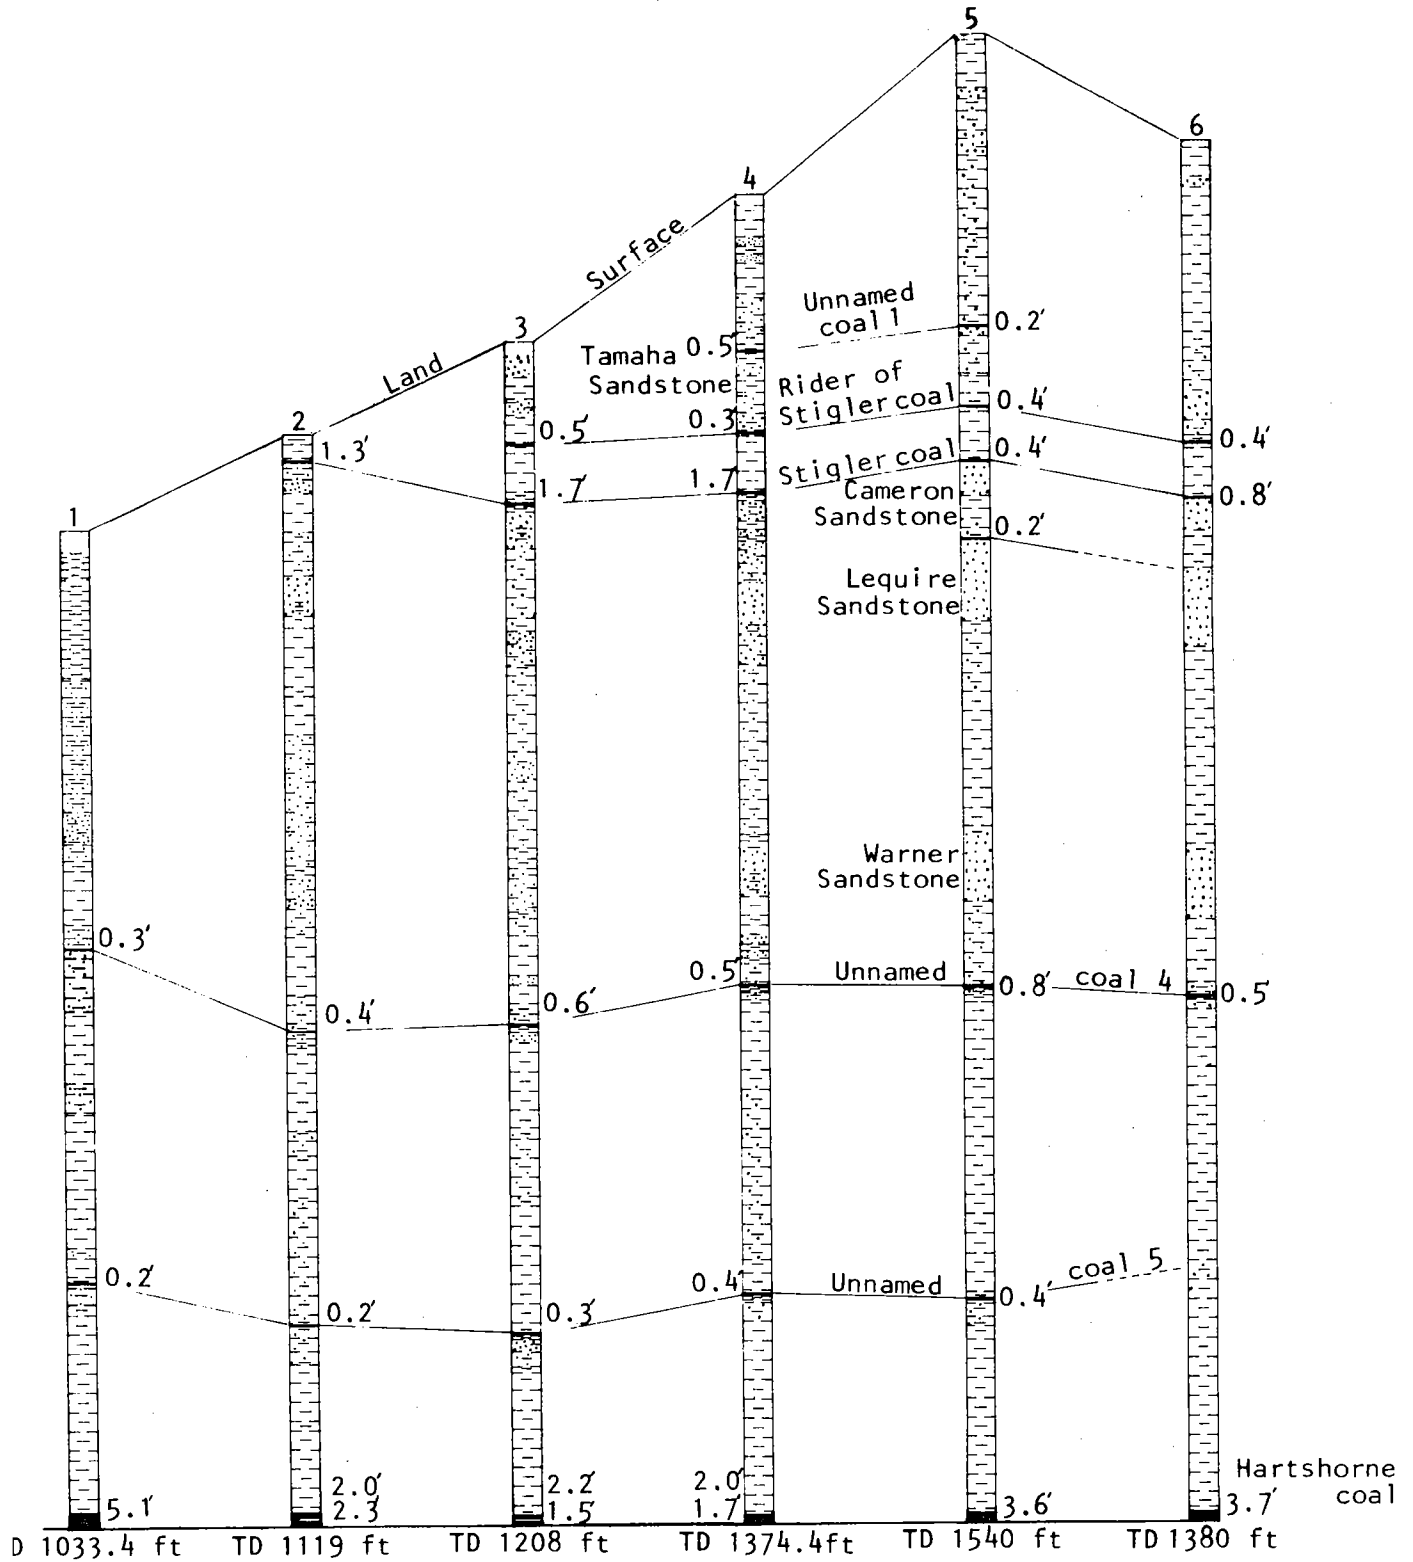 5
6
4
Surface
Unnamed
coal 1
0.2'
3
Land
Tamaha 0.5'
Sandstone
Rider of
Stigler coal
0.4'
2
1.3'
0.5'
0.3'
0.4'
Stigler coal
0.4'
1.7'
1.7'
Cameron
Sandstone
0.8'
1
0.2'
Lequire
Sandstone
Warner
Sandstone
0.3'
0.5'
Unnamed
0.8'
coal 4
0.5'
0.4'
0.6'
0.2'
0.4'
Unnamed
0.4'
coal 5
0.2'
0.3'
Hartshorne
coal
5.1'
2.0'
2.3'
2.2'
1.5'
2.0'
1.7'
3.6'
3.7'
D 1033.4 ft
TD 1119 ft
TD 1208 ft
TD 1374.4ft
TD 1540 ft
TD 1380 ft